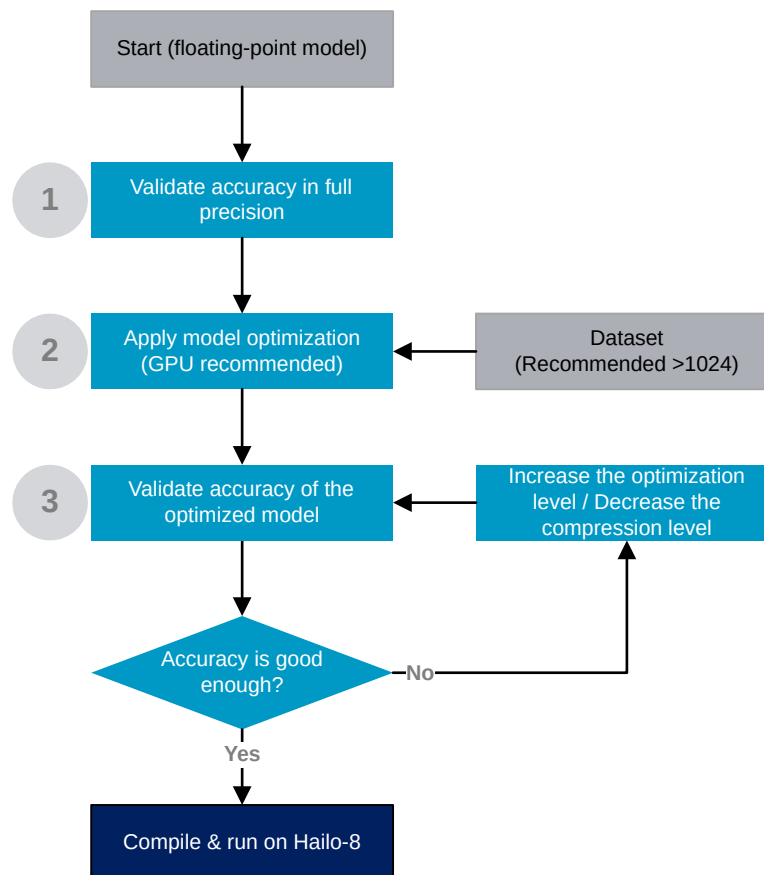 Start (floating-point model)
1
Validate accuracy in full
precision
2
Apply model optimization
(GPU recommended)
Dataset
(Recommended >1024)
3
Validate accuracy of the
optimized model
Increase the optimization
level / Decrease the
compression level
Accuracy is good
enough?
No
Yes
Compile & run on Hailo-8